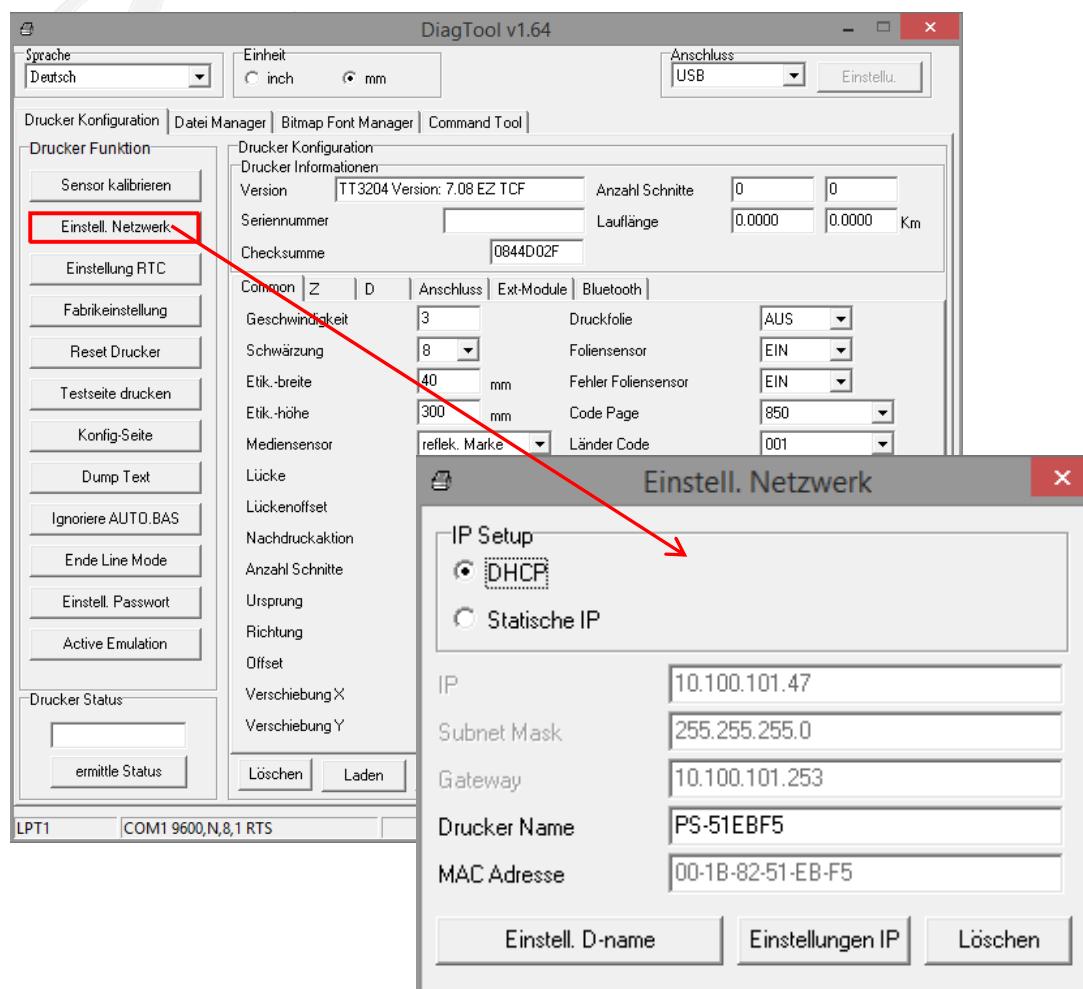 DiagTool v1.64
Sprache
Deutsch
Einheit
inch mm
Anschluss
USB
Einstellu.
Drucker Konfiguration Datei Manager Bitmap Font Manager Command Tool
Drucker Funktion
Sensor kalibrieren
Einstell. Netzwerk
Einstellung RTC
Fabrikeinstellung
Reset Drucker
Testseite drucken
Konfig-Seite
Dump Text
Ignoriere AUTO.BAS
Ende Line Mode
Einstell. Passwort
Active Emulation
Drucker Status
ermittle Status
Drucker Konfiguration
Drucker Informationen
Version TT3204 Version: 7.08 EZ TCF Anzahl Schnitte 0 0
Seriennummer Lauflänge 0.0000 0.0000 Km
Checksumme 0844D02F
Common Z D Anschluss Ext-Module Bluetooth
Geschwindigkeit 3 Druckfolie AUS
Schwärzung 8 Foliensensor EIN
Etik.-breite 40 mm Fehler Foliensensor EIN
Etik.-höhe 300 mm Code Page 850
Mediensensor reflek. Marke Länder Code 001
Lücke
Lückenoffset
Nachdruckaktion
Anzahl Schnitte
Ursprung
Richtung
Offset
Verschiebung X
Verschiebung Y
Löschen Laden
LPT1 COM1 9600,N,8,1 RTS
Einstell. Netzwerk
IP Setup
DHCP
Statische IP
IP 10.100.101.47
Subnet Mask 255.255.255.0
Gateway 10.100.101.253
Drucker Name PS-51EBF5
MAC Adresse 00-1B-82-51-EB-F5
Einstell. D-name Einstellungen IP Löschen